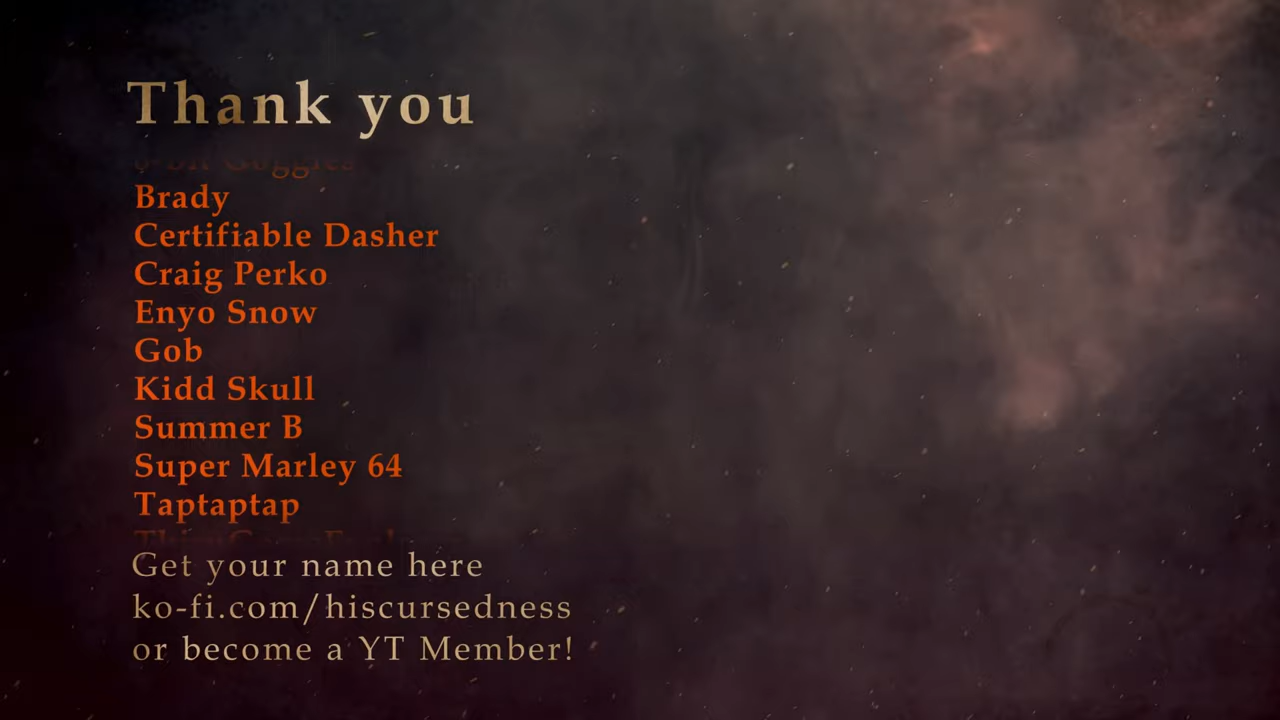 Thank you
Brady
Certifiable Dasher
Craig Perko
Enyo Snow
Gob
Kidd Skull
Summer B
Super Marley 64
Taptaptap
Get your name here
ko-fi.com/hiscursedness
or become a YT Member!